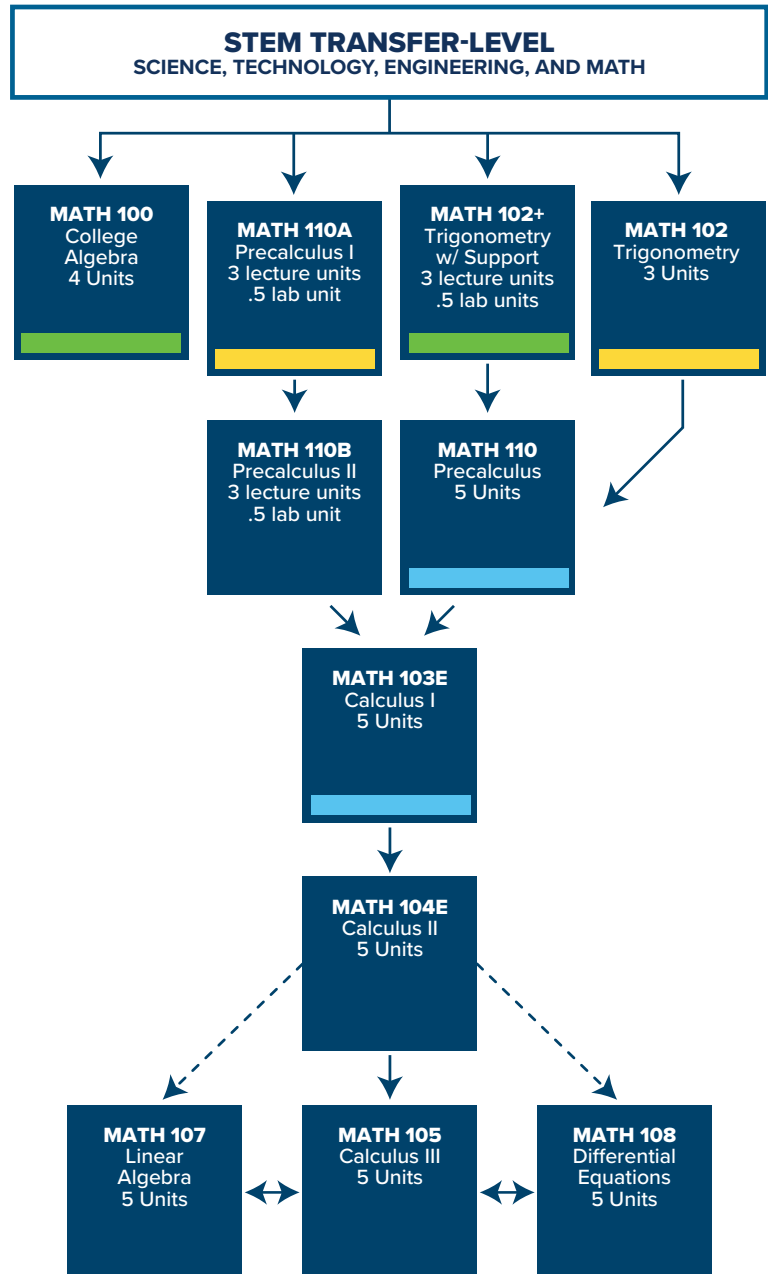 STEM TRANSFER-LEVEL
SCIENCE, TECHNOLOGY, ENGINEERING, AND MATH
MATH 100
College
Algebra
4 Units
MATH 110A
Precalculus I
3 lecture units
.5 lab unit
MATH 102+
Trigonometry
w/ Support
3 lecture units
.5 lab units
MATH 102
Trigonometry
3 Units
MATH 110B
Precalculus II
3 lecture units
.5 lab unit
MATH 110
Precalculus
5 Units
MATH 103E
Calculus I
5 Units
MATH 104E
Calculus II
5 Units
MATH 107
Linear
Algebra
5 Units
MATH 105
Calculus III
5 Units
MATH 108
Differential
Equations
5 Units